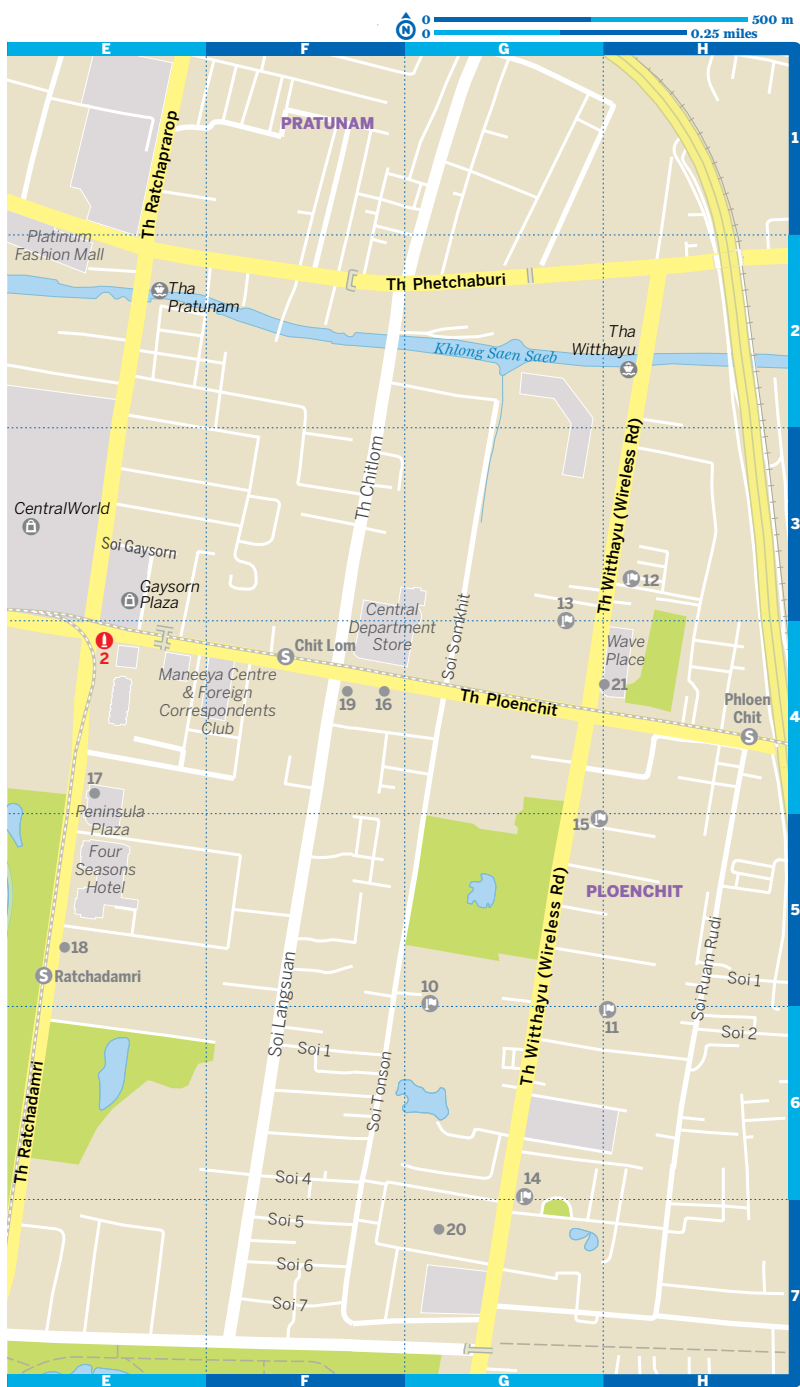 0
500 m
N
0
0.25 miles
E
F
G
H
1
2
3
4
5
6
7
PRATUNAM
Th Ratchaprarop
Platinum
Fashion Mall
Th Phetchaburi
Tha
Pratunam
Khlong Saen Saeb
Tha
Witthayu
Th Chitlom
Th Witthayu (Wireless Rd)
CentralWorld
Soi Gaysorn
Gaysorn
Plaza
12
13
Central
Department
Store
Soi Somkhit
Wave
Place
2
S
Chit Lom
Maneeya Centre
& Foreign
Correspondents
Club
19
16
Th Ploenchit
21
Phloen
Chit
S
17
Peninsula
Plaza
15
Four
Seasons
Hotel
PLOENCHIT
18
S
Ratchadamri
Soi Langsuan
Th Witthayu (Wireless Rd)
Soi Ruam Rudi
Soi 1
10
11
Soi 2
Soi 1
Soi Tonson
Th Ratchadamri
Soi 4
14
Soi 5
20
Soi 6
Soi 7
E
F
G
H